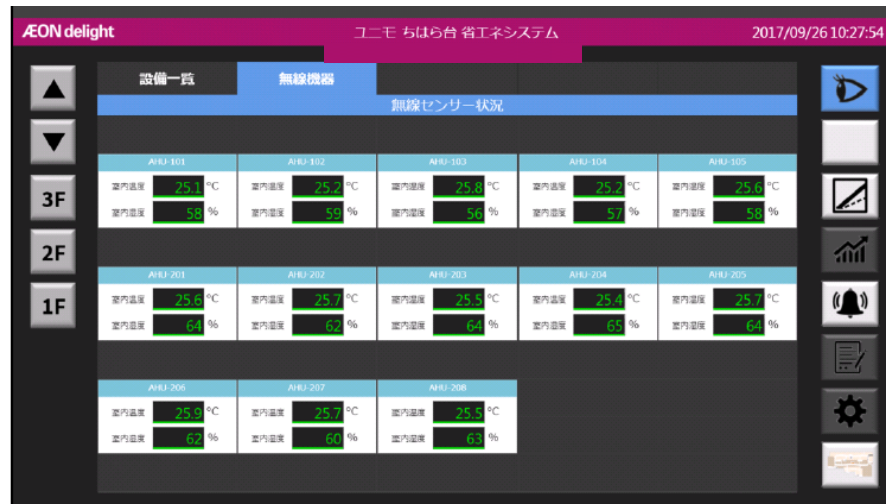 ÆON delight ユニモ ちはら台 省エネシステム 2017/09/26 10:27:54
設備一覧 無線機器
無線センサー状況
AHU-101 AHU-102 AHU-103 AHU-104 AHU-105
室内温度 25.1 °C 室内温度 25.2 °C 室内温度 25.8 °C 室内温度 25.2 °C 室内温度 25.6 °C
室内湿度 58 % 室内湿度 59 % 室内湿度 56 % 室内湿度 57 % 室内湿度 58 %
3F
2F
AHU-201 AHU-202 AHU-203 AHU-204 AHU-205
室内温度 25.6 °C 室内温度 25.7 °C 室内温度 25.5 °C 室内温度 25.4 °C 室内温度 25.7 °C
1F
室内湿度 64 % 室内湿度 62 % 室内湿度 64 % 室内湿度 65 % 室内湿度 64 %
AHU-206 AHU-207 AHU-208
室内温度 25.9 °C 室内温度 25.7 °C 室内温度 25.5 °C
室内湿度 62 % 室内湿度 60 % 室内湿度 63 %